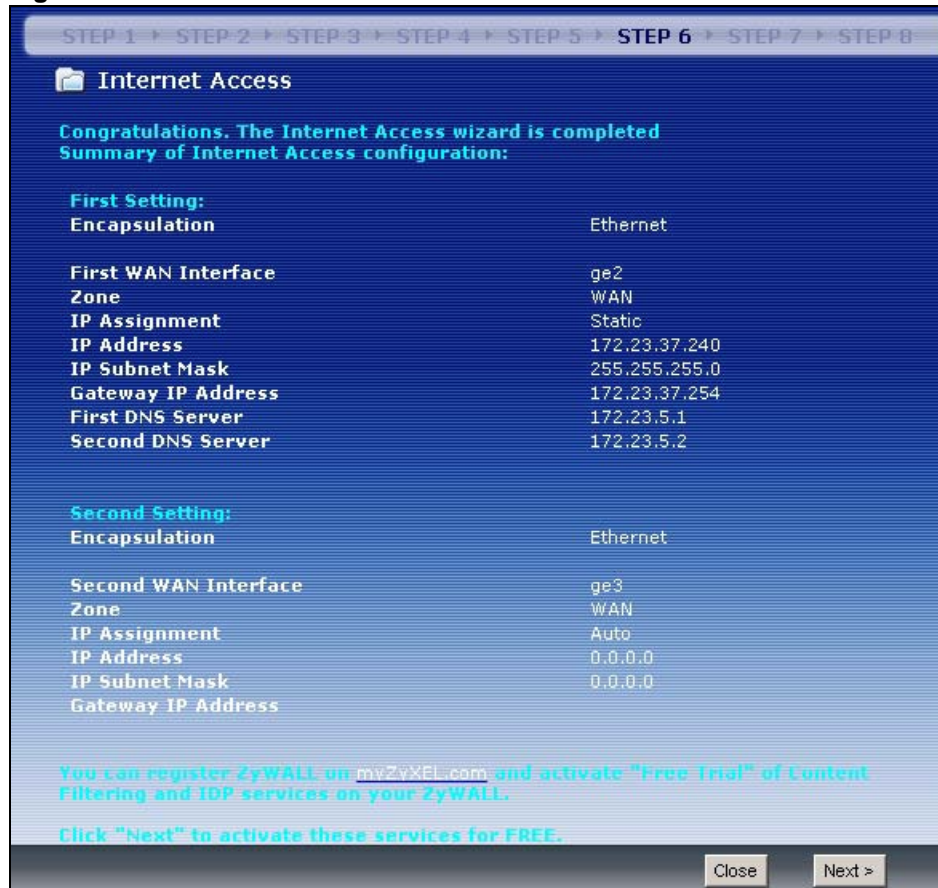 STEP 1 ▸ STEP 2 ▸ STEP 3 ▸ STEP 4 ▸ STEP 5 ▸ STEP 6 ▸ STEP 7 ▸ STEP 8
Internet Access
Congratulations. The Internet Access wizard is completed
Summary of Internet Access configuration:
First Setting:
Encapsulation Ethernet
First WAN Interface ge2
Zone WAN
IP Assignment Static
IP Address 172.23.37.240
IP Subnet Mask 255.255.255.0
Gateway IP Address 172.23.37.254
First DNS Server 172.23.5.1
Second DNS Server 172.23.5.2
Second Setting:
Encapsulation Ethernet
Second WAN Interface ge3
Zone WAN
IP Assignment Auto
IP Address 0.0.0.0
IP Subnet Mask 0.0.0.0
Gateway IP Address
You can register ZyWALL on myZyXEL.com and activate "Free Trial" of Content
Filtering and IDP services on your ZyWALL.
Click "Next" to activate these services for FREE.
Close Next >